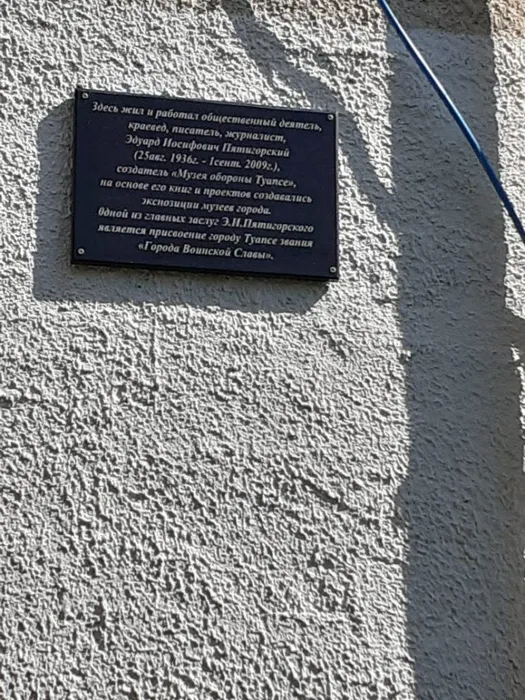 Здесь жил и работал общественный деятель,
краевед, писатель, журналист,
Эдуард Иосифович Пятигорский
(25авг. 1936г. - 1сент. 2009г.),
создатель «Музея обороны Туапсе»,
на основе его книг и проектов создавались
экспозиции музеев города.
Одной из главных заслуг Э.И.Пятигорского
является присвоение городу Туапсе звания
«Города Воинской Славы».